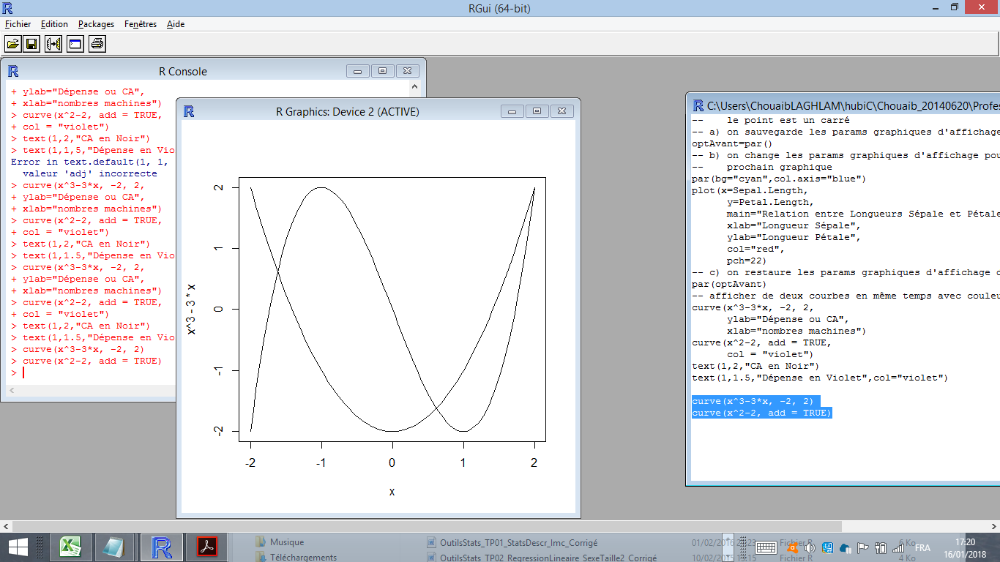 RGui (64-bit)
Fichier Edition Packages Fenêtres Aide
R Console
+ ylab="Dépense ou CA",
+ xlab="nombres machines")
> curve(x^2-2, add = TRUE,
+ col = "violet")
> text(1,2,"CA en Noir")
> text(1,1,5,"Dépense en Vio
Error in text.default(1, 1,
valeur 'adj' incorrecte
> curve(x^3-3*x, -2, 2,
+ ylab="Dépense ou CA",
+ xlab="nombres machines")
> curve(x^2-2, add = TRUE,
+ col = "violet")
> text(1,2,"CA en Noir")
> text(1,1.5,"Dépense en Vio
> curve(x^3-3*x, -2, 2,
+ ylab="Dépense ou CA",
+ xlab="nombres machines")
> curve(x^2-2, add = TRUE,
+ col = "violet")
> text(1,2,"CA en Noir")
> text(1,1.5,"Dépense en Vio
> curve(x^3-3*x, -2, 2)
> curve(x^2-2, add = TRUE)
>
R Graphics: Device 2 (ACTIVE)
x^3 - 3 * x
2
1
0
-1
-2
-2 -1 0 1 2
x
C:\Users\ChouaibLAGHLAM\hubiC\Chouaib_20140620\Profes
-- le point est un carré
-- a) on sauvegarde les params graphiques d'affichage
optAvant=par()
-- b) on change les params graphiques d'affichage pou
-- prochain graphique
par(bg="cyan",col.axis="blue")
plot(x=Sepal.Length,
y=Petal.Length,
main="Relation entre Longueurs Sépale et Pétale
xlab="Longueur Sépale",
ylab="Longueur Pétale",
col="red",
pch=22)
-- c) on restaure les params graphiques d'affichage
par(optAvant)
-- afficher de deux courbes en même temps avec couleu
curve(x^3-3*x, -2, 2,
ylab="Dépense ou CA",
xlab="nombres machines")
curve(x^2-2, add = TRUE,
col = "violet")
text(1,2,"CA en Noir")
text(1,1.5,"Dépense en Violet",col="violet")
curve(x^3-3*x, -2, 2)
curve(x^2-2, add = TRUE)
Musique
Téléchargements
OutilsStats_TP01_StatsDescr_Imc_Corrigé
OutilsStats_TP02_RegressionLineaire_SexeTaille2_Corrigé
Fichier R 6 Ko
Fichier R 4 Ko
FRA
17:20
16/01/2018